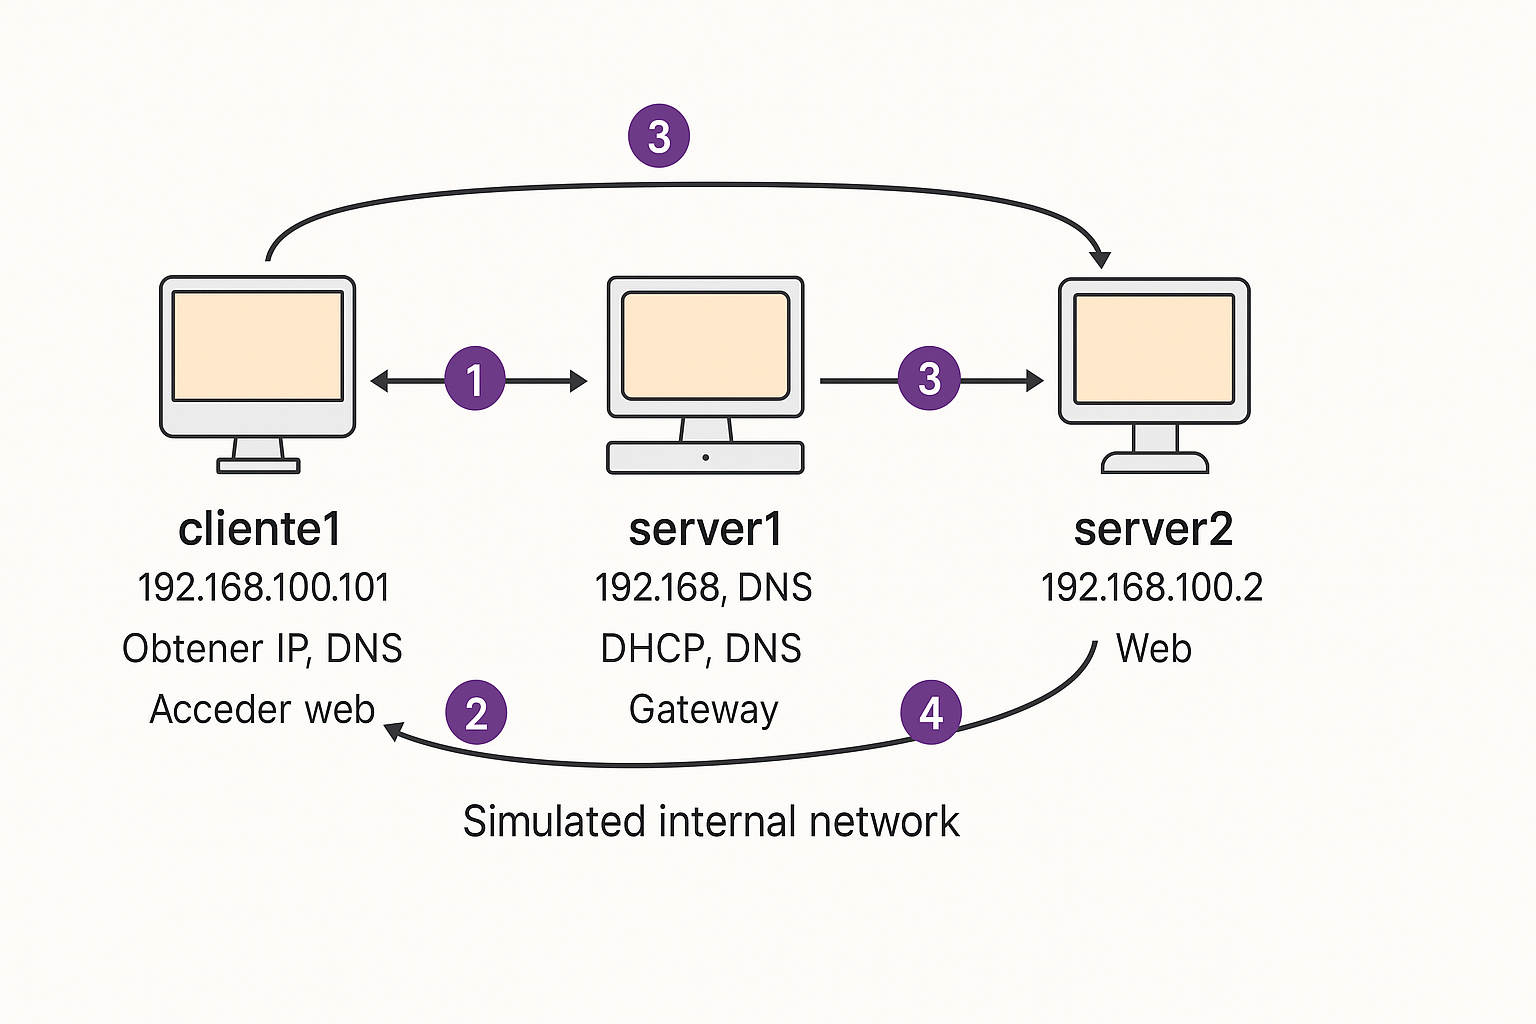 3
1
3
cliente1
192.168.100.101
Obtener IP, DNS
Acceder web
server1
192.168, DNS
DHCP, DNS
Gateway
server2
192.168.100.2
Web
2
4
Simulated internal network